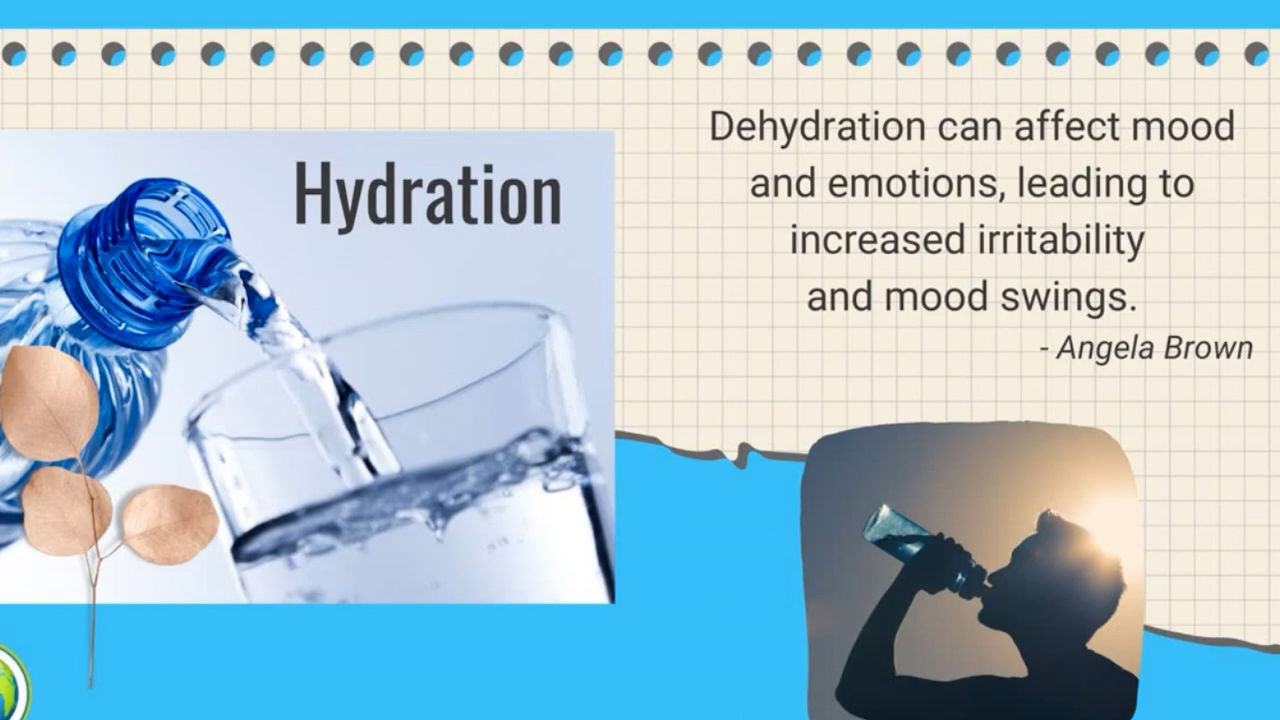 Hydration
Dehydration can affect mood
and emotions, leading to
increased irritability
and mood swings.
- Angela Brown